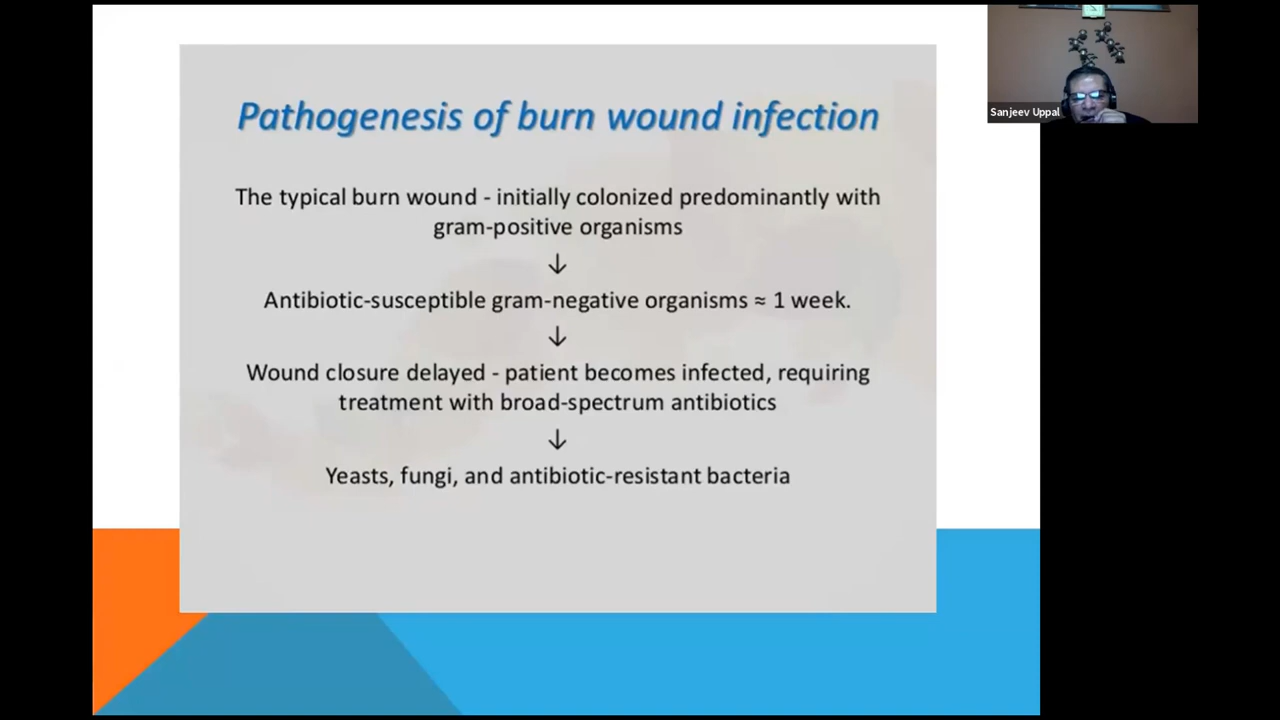 Pathogenesis of burn wound infection
The typical burn wound - initially colonized predominantly with
gram-positive organisms
↓
Antibiotic-susceptible gram-negative organisms ≈ 1 week.
↓
Wound closure delayed - patient becomes infected, requiring
treatment with broad-spectrum antibiotics
↓
Yeasts, fungi, and antibiotic-resistant bacteria
Sanjeev Uppal